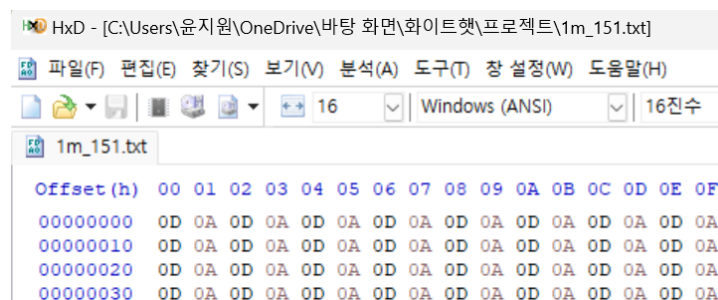 HxD - [C:\Users\윤지원\OneDrive\바탕 화면\화이트햇\프로젝트\1m_151.txt]
파일(F) 편집(E) 찾기(S) 보기(V) 분석(A) 도구(T) 창 설정(W) 도움말(H)
16 Windows (ANSI) 16진수
1m_151.txt
Offset(h) 00 01 02 03 04 05 06 07 08 09 0A 0B 0C 0D 0E 0F
00000000 0D 0A 0D 0A 0D 0A 0D 0A 0D 0A 0D 0A 0D 0A 0D 0A
00000010 0D 0A 0D 0A 0D 0A 0D 0A 0D 0A 0D 0A 0D 0A 0D 0A
00000020 0D 0A 0D 0A 0D 0A 0D 0A 0D 0A 0D 0A 0D 0A 0D 0A
00000030 0D 0A 0D 0A 0D 0A 0D 0A 0D 0A 0D 0A 0D 0A 0D 0A